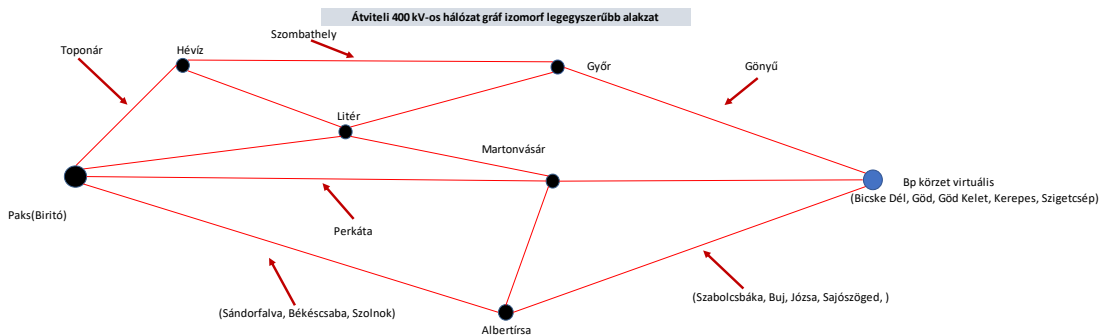 Átviteli 400 kV-os hálózat gráf izomorf legegyszerűbb alakzat
Szombathely
Toponár
Hévíz
Győr
Gönyű
Litér
Martonvásár
Bp körzet virtuális
(Bicske Dél, Göd, Göd Kelet, Kerepes, Szigetcsép)
Paks(Biritó)
Perkáta
(Sándorfalva, Békéscsaba, Szolnok)
(Szabolcsbáka, Buj, Józsa, Sajószöged, )
Albertírsa